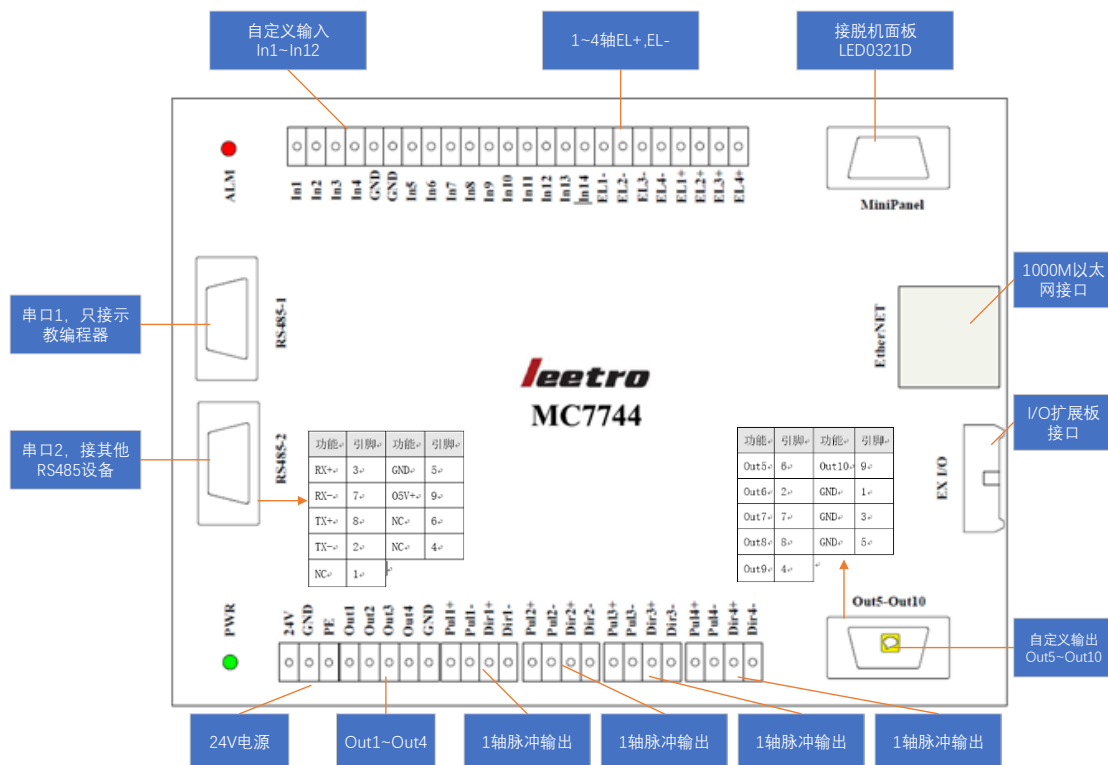 自定义输入
In1~In12
1~4轴EL+,EL-
接脱机面板
LED0321D
ALM
In1
In2
In3
In4
GND
GND
In5
In6
In7
In8
In9
In10
In11
In12
In13
In14
EL1-
EL2-
EL3-
EL4-
EL1+
EL2+
EL3+
EL4+
MiniPanel
串口1，只接示
教编程器
RS485-1
1000M以太
网接口
EtherNET
leetro
MC7744
串口2，接其他
RS485设备
RS485-2
功能 引脚 功能 引脚
RX+ 3 GND 5
RX- 7 O5V+ 9
TX+ 8 NC 6
TX- 2 NC 4
NC 1
功能 引脚 功能 引脚
Out5 6 Out10 9
Out6 2 GND 1
Out7 7 GND 3
Out8 8 GND 5
Out9 4
I/O扩展板
接口
EX I/O
PWR
24V
GND
PE
Out1
Out2
Out3
Out4
GND
Pul1+
Pul1-
Dir1+
Dir1-
Pul2+
Pul2-
Dir2+
Dir2-
Pul3+
Pul3-
Dir3+
Dir3-
Pul4+
Pul4-
Dir4+
Dir4-
Out5-Out10
自定义输出
Out5~Out10
24V电源
Out1~Out4
1轴脉冲输出
1轴脉冲输出
1轴脉冲输出
1轴脉冲输出